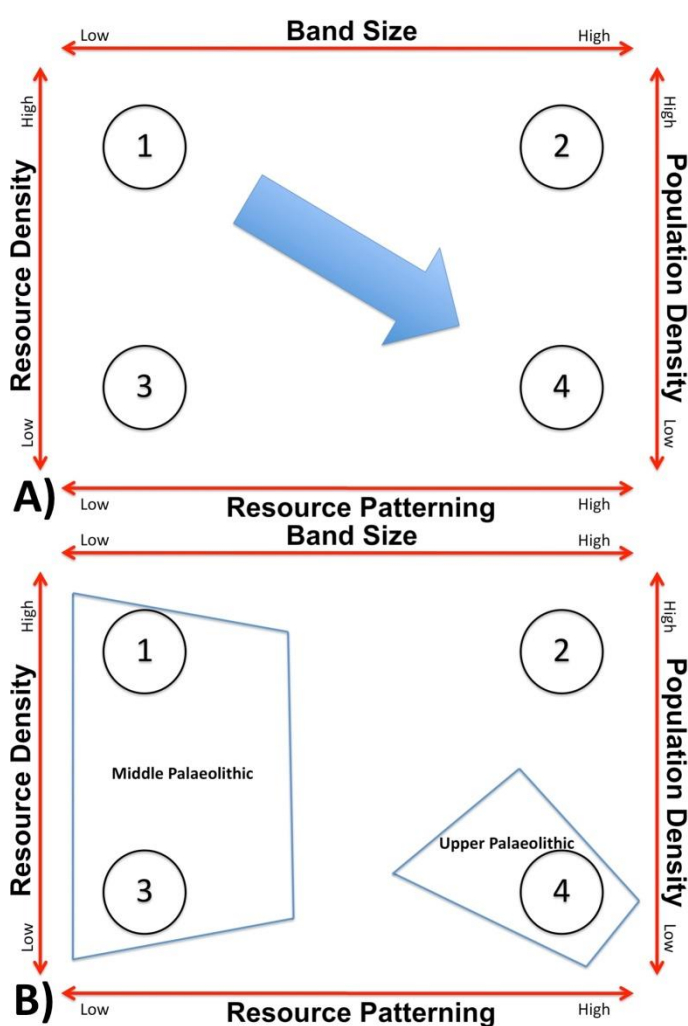 Band Size
Low
High
High
Resource Density
Low
1
2
3
4
High
Population Density
Low
A)
Low
Resource Patterning
High
Low
Band Size
High
High
Resource Density
Low
1
2
Middle Palaeolithic
Upper Palaeolithic
3
4
High
Population Density
Low
B)
Low
Resource Patterning
High